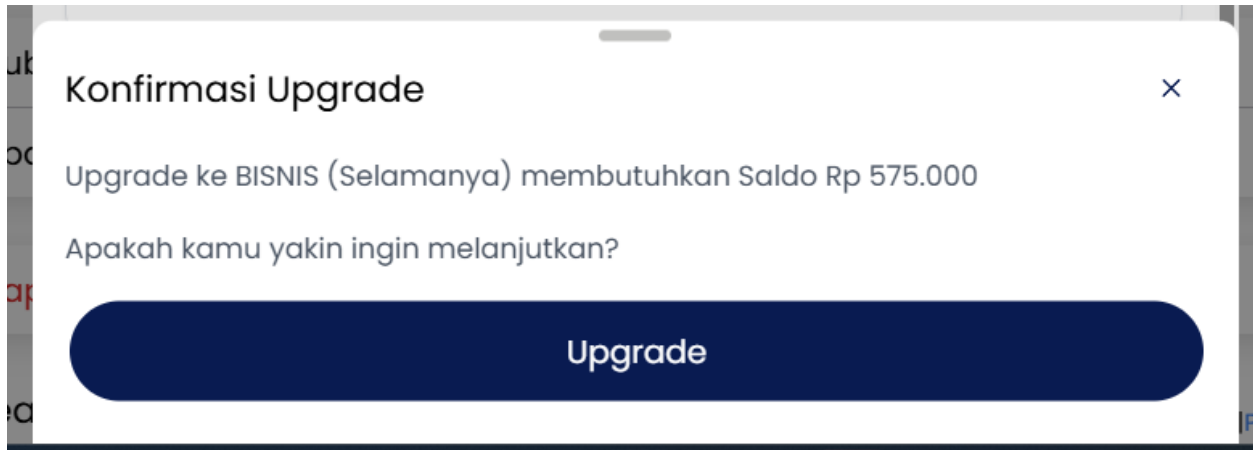 Konfirmasi Upgrade
Upgrade ke BISNIS (Selamanya) membutuhkan Saldo Rp 575.000
Apakah kamu yakin ingin melanjutkan?
Upgrade